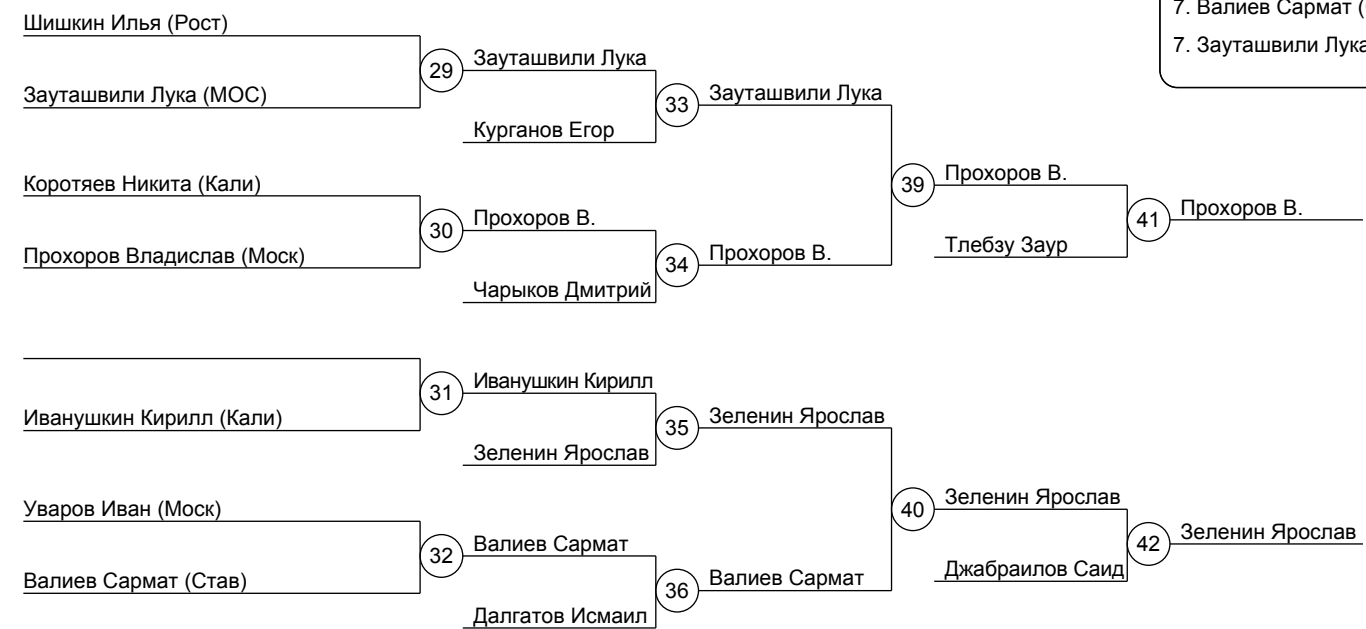 7. Валиев Сармат (
Шишкин Илья (Рост)
7. Зауташвили Лука
29
Зауташвили Лука
Зауташвили Лука (МОС)
33
Зауташвили Лука
Курганов Егор
Коротяев Никита (Кали)
39
Прохоров В.
30
Прохоров В.
41
Прохоров В.
Прохоров Владислав (Моск)
34
Прохоров В.
Тлебзу Заур
Чарыков Дмитрий
31
Иванушкин Кирилл
Иванушкин Кирилл (Кали)
35
Зеленин Ярослав
Зеленин Ярослав
Уваров Иван (Моск)
40
Зеленин Ярослав
32
Валиев Сармат
42
Зеленин Ярослав
Валиев Сармат (Став)
36
Валиев Сармат
Джабраилов Саид
Далгатов Исмаил